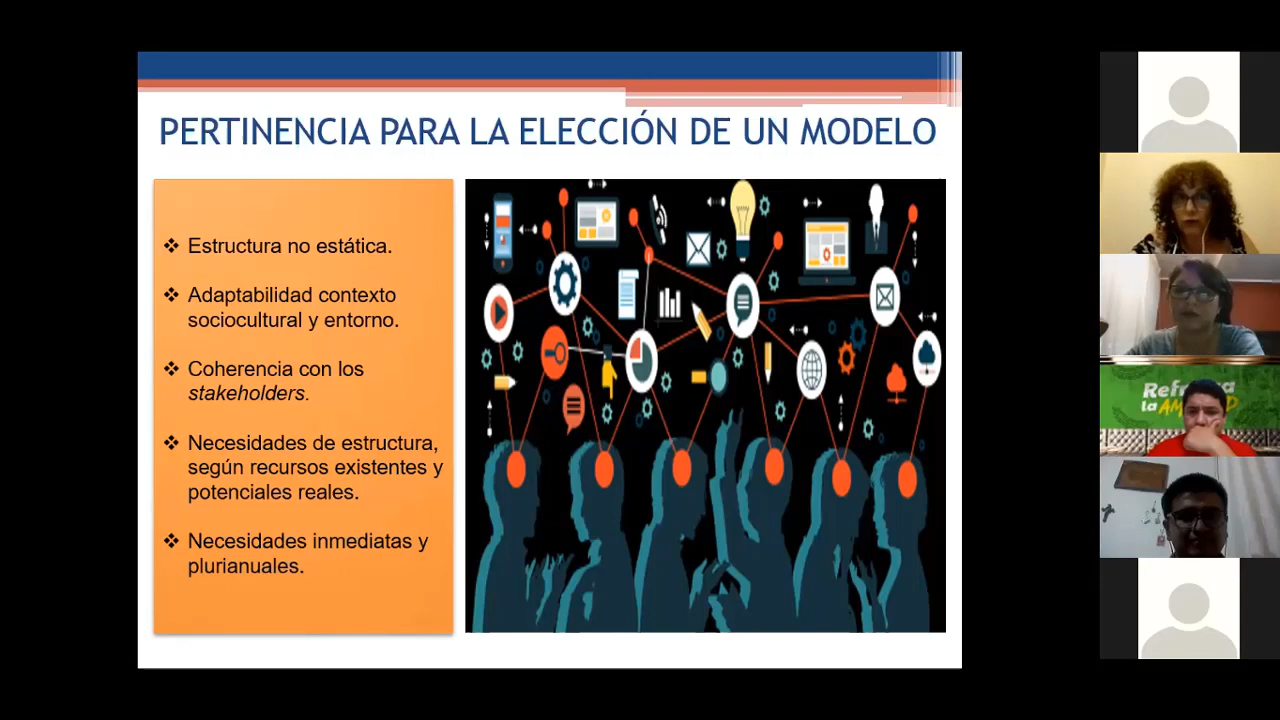 PERTINENCIA PARA LA ELECCIÓN DE UN MODELO
❖ Estructura no estática.
❖ Adaptabilidad contexto
sociocultural y entorno.
❖ Coherencia con los
stakeholders.
❖ Necesidades de estructura,
según recursos existentes y
potenciales reales.
❖ Necesidades inmediatas y
plurianuales.
la